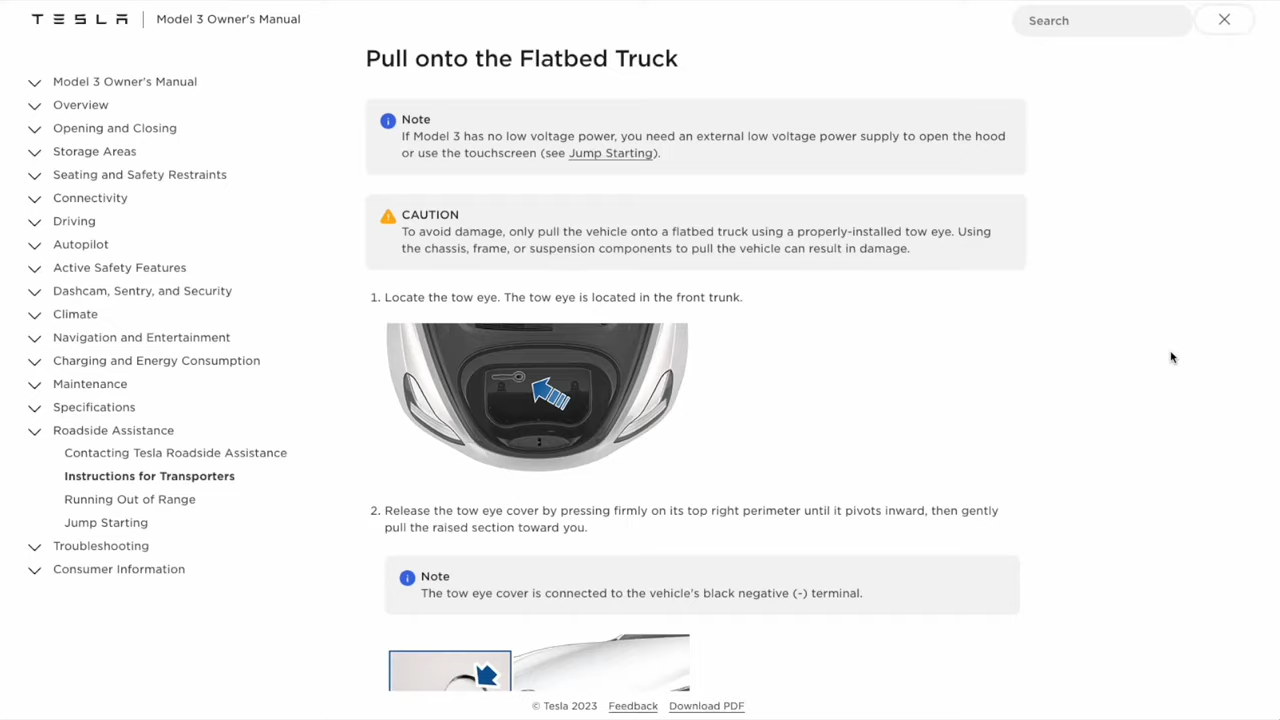 TESLA
Model 3 Owner's Manual
Search
Model 3 Owner's Manual
Overview
Opening and Closing
Storage Areas
Seating and Safety Restraints
Connectivity
Driving
Autopilot
Active Safety Features
Dashcam, Sentry, and Security
Climate
Navigation and Entertainment
Charging and Energy Consumption
Maintenance
Specifications
Roadside Assistance
Contacting Tesla Roadside Assistance
Instructions for Transporters
Running Out of Range
Jump Starting
Troubleshooting
Consumer Information
Pull onto the Flatbed Truck
Note
If Model 3 has no low voltage power, you need an external low voltage power supply to open the hood
or use the touchscreen (see Jump Starting).
CAUTION
To avoid damage, only pull the vehicle onto a flatbed truck using a properly-installed tow eye. Using
the chassis, frame, or suspension components to pull the vehicle can result in damage.
1. Locate the tow eye. The tow eye is located in the front trunk.
2. Release the tow eye cover by pressing firmly on its top right perimeter until it pivots inward, then gently
pull the raised section toward you.
Note
The tow eye cover is connected to the vehicle's black negative (-) terminal.
© Tesla 2023 Feedback Download PDF